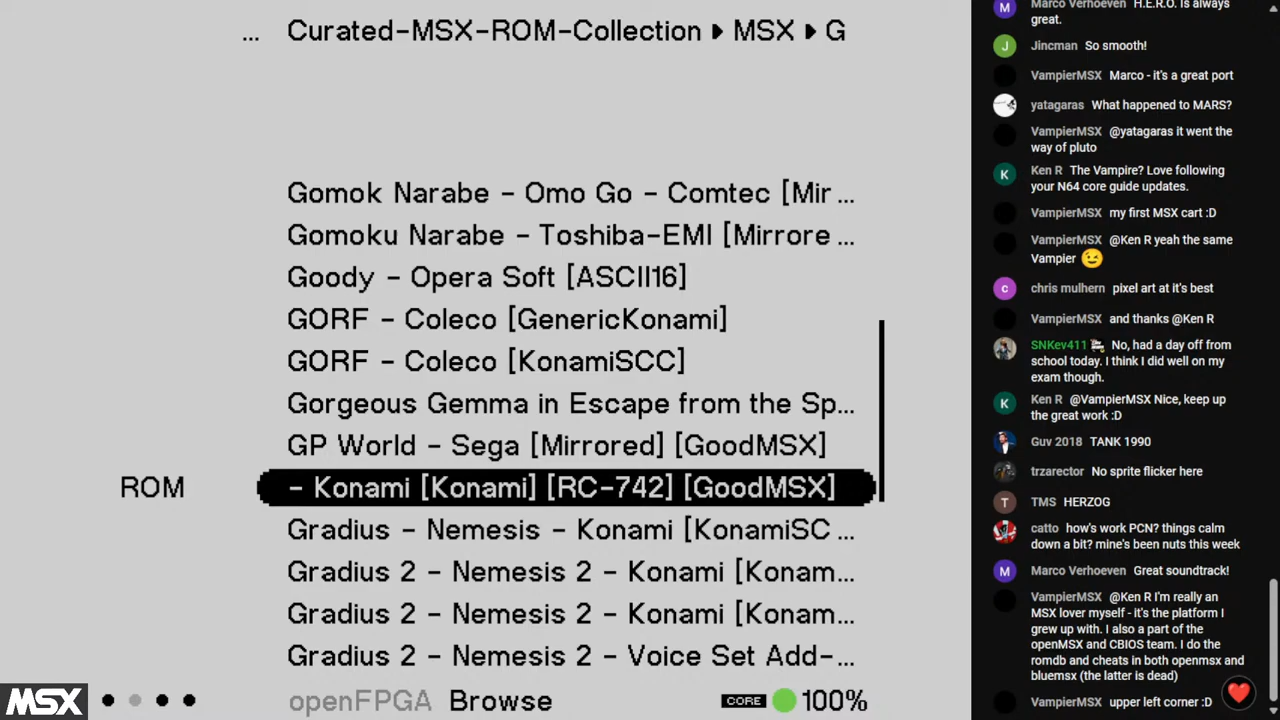 ... Curated-MSX-ROM-Collection ▶ MSX ▶ G
Gomok Narabe - Omo Go - Comtec [Mir ...
Gomoku Narabe - Toshiba-EMI [Mirrore ...
Goody - Opera Soft [ASCII16]
GORF - Coleco [GenericKonami]
GORF - Coleco [KonamiSCC]
Gorgeous Gemma in Escape from the Sp...
GP World - Sega [Mirrored] [GoodMSX]
ROM - Konami [Konami] [RC-742] [GoodMSX]
Gradius - Nemesis - Konami [KonamiSC ...
Gradius 2 - Nemesis 2 - Konami [Konam...
Gradius 2 - Nemesis 2 - Konami [Konam...
Gradius 2 - Nemesis 2 - Voice Set Add-...
MSX openFPGA Browse CORE 100%
M Marco Verhoeven H.E.R.O. Is always
great.
J Jincman So smooth!
VampierMSX Marco - it's a great port
yatagaras What happened to MARS?
VampierMSX @yatagaras it went the
way of pluto
K Ken R The Vampire? Love following
your N64 core guide updates.
VampierMSX my first MSX cart :D
VampierMSX @Ken R yeah the same
Vampier 😉
c chris mulhern pixel art at it's best
VampierMSX and thanks @Ken R
SNKev411 No, had a day off from
school today. I think I did well on my
exam though.
K Ken R @VampierMSX Nice, keep up
the great work :D
Guv 2018 TANK 1990
trzarector No sprite flicker here
T TMS HERZOG
catto how's work PCN? things calm
down a bit? mine's been nuts this week
M Marco Verhoeven Great soundtrack!
VampierMSX @Ken R I'm really an
MSX lover myself - it's the platform I
grew up with. I also a part of the
openMSX and CBIOS team. I do the
romdb and cheats in both openmsx and
bluemsx (the latter is dead)
VampierMSX upper left corner :D